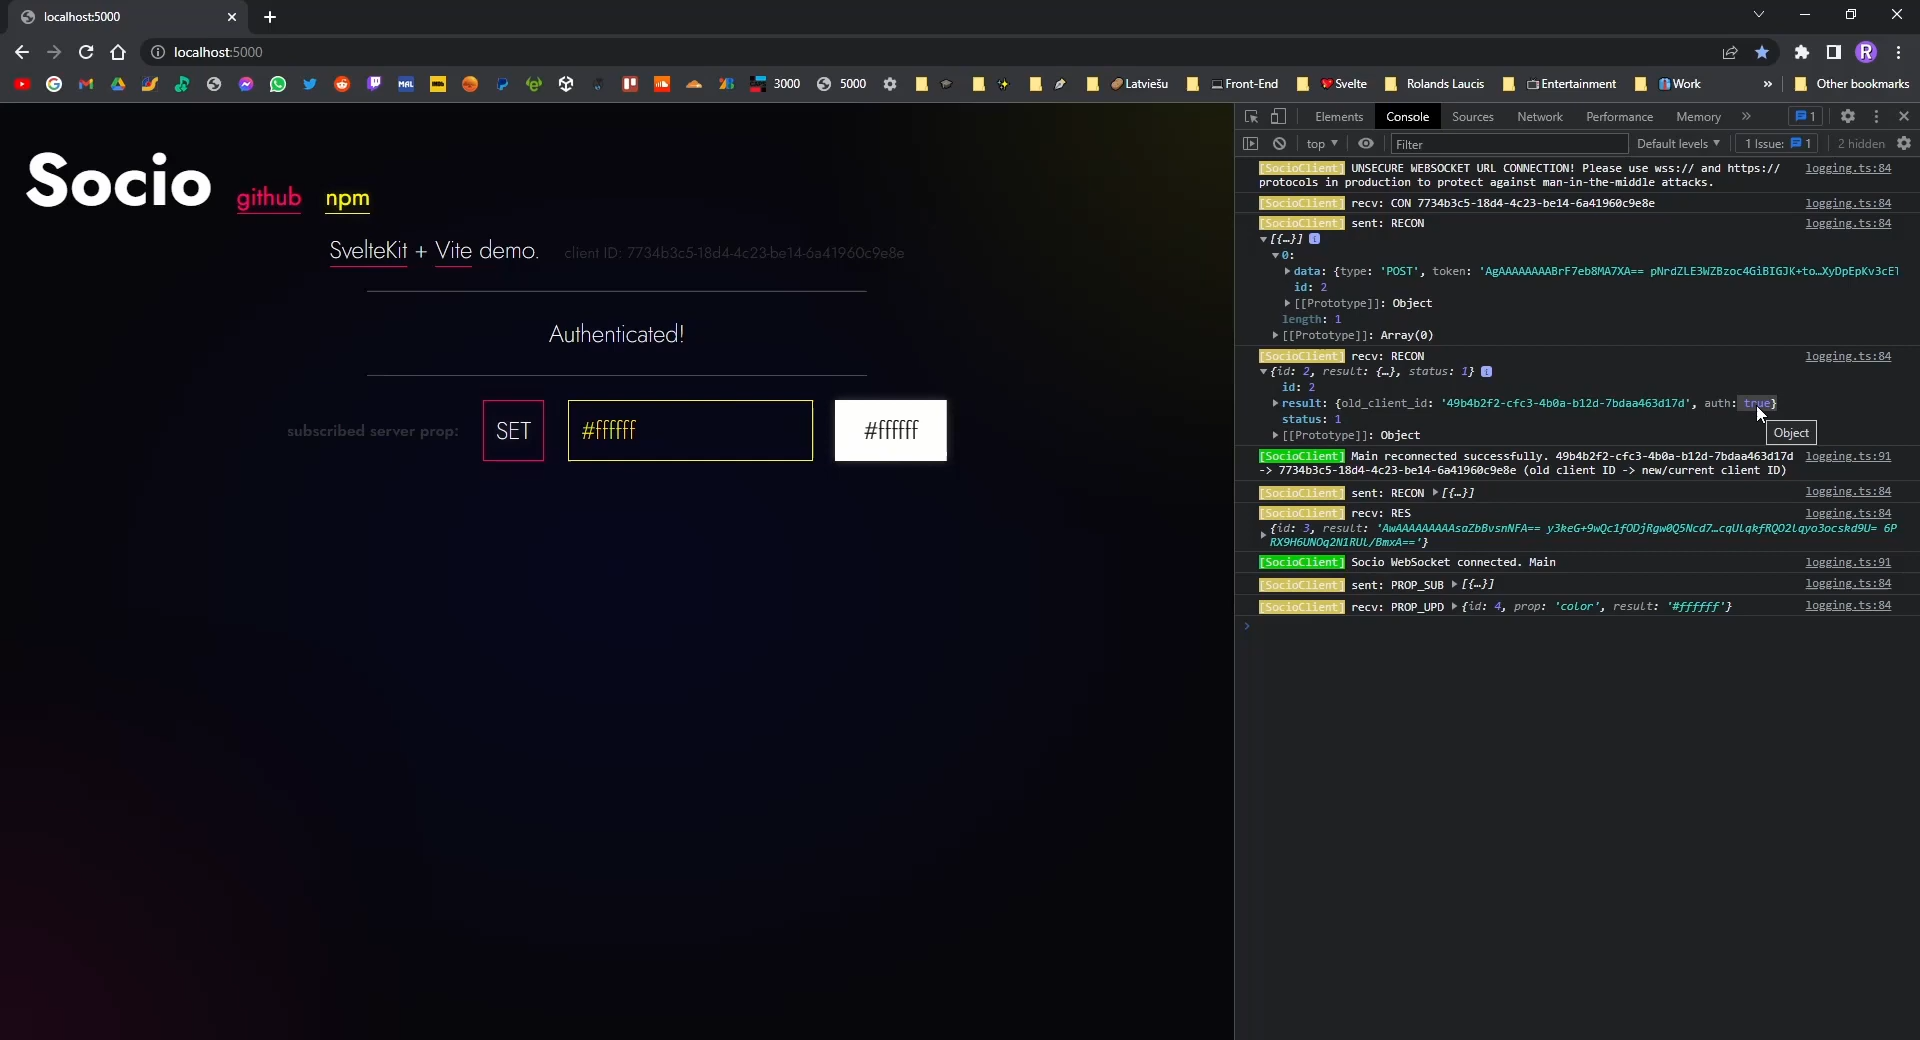 localhost:5000
localhost:5000
3000
5000
Latviešu
Front-End
Svelte
Rolands Laucis
Entertainment
Work
»
Other bookmarks
Socio
github
npm
SvelteKit + Vite demo.
client ID: 7734b3c5-18d4-4c23-be14-6a41960c9e8e
Authenticated!
subscribed server prop:
SET
#ffffff
#ffffff
Elements
Console
Sources
Network
Performance
Memory
»
1
top
Filter
Default levels
1 Issue:
1
2 hidden
[SocioClient] UNSECURE WEBSOCKET URL CONNECTION! Please use wss:// and https:// logging.ts:84
protocols in production to protect against man-in-the-middle attacks.
[SocioClient] recv: CON 7734b3c5-18d4-4c23-be14-6a41960c9e8e logging.ts:84
[SocioClient] sent: RECON logging.ts:84
[{…}]
0:
data: {type: 'POST', token: 'AgAAAAAAAABrF7eb8MA7XA== pNrdZLE3WZBzoc4GiBIGJK+to…XyDpEpKv3cET
id: 2
[[Prototype]]: Object
length: 1
[[Prototype]]: Array(0)
[SocioClient] recv: RECON logging.ts:84
{id: 2, result: {…}, status: 1}
id: 2
result: {old_client_id: '49b4b2f2-cfc3-4b0a-b12d-7bdaa463d17d', auth: true}
status: 1
[[Prototype]]: Object
Object
[SocioClient] Main reconnected successfully. 49b4b2f2-cfc3-4b0a-b12d-7bdaa463d17d logging.ts:91
-> 7734b3c5-18d4-4c23-be14-6a41960c9e8e (old client ID -> new/current client ID)
[SocioClient] sent: RECON [{…}] logging.ts:84
[SocioClient] recv: RES logging.ts:84
{id: 3, result: 'AwAAAAAAAAAsaZbBvsnNFA== y3keG+9wQc1fODjRgw0Q5Ncd7…cqUlqkfRQO2lqyo3ocskd9U= 6P
RX9H6UNOq2N1RUl/BmxA=='}
[SocioClient] Socio WebSocket connected. Main logging.ts:91
[SocioClient] sent: PROP_SUB [{…}] logging.ts:84
[SocioClient] recv: PROP_UPD {id: 4, prop: 'color', result: '#ffffff'} logging.ts:84